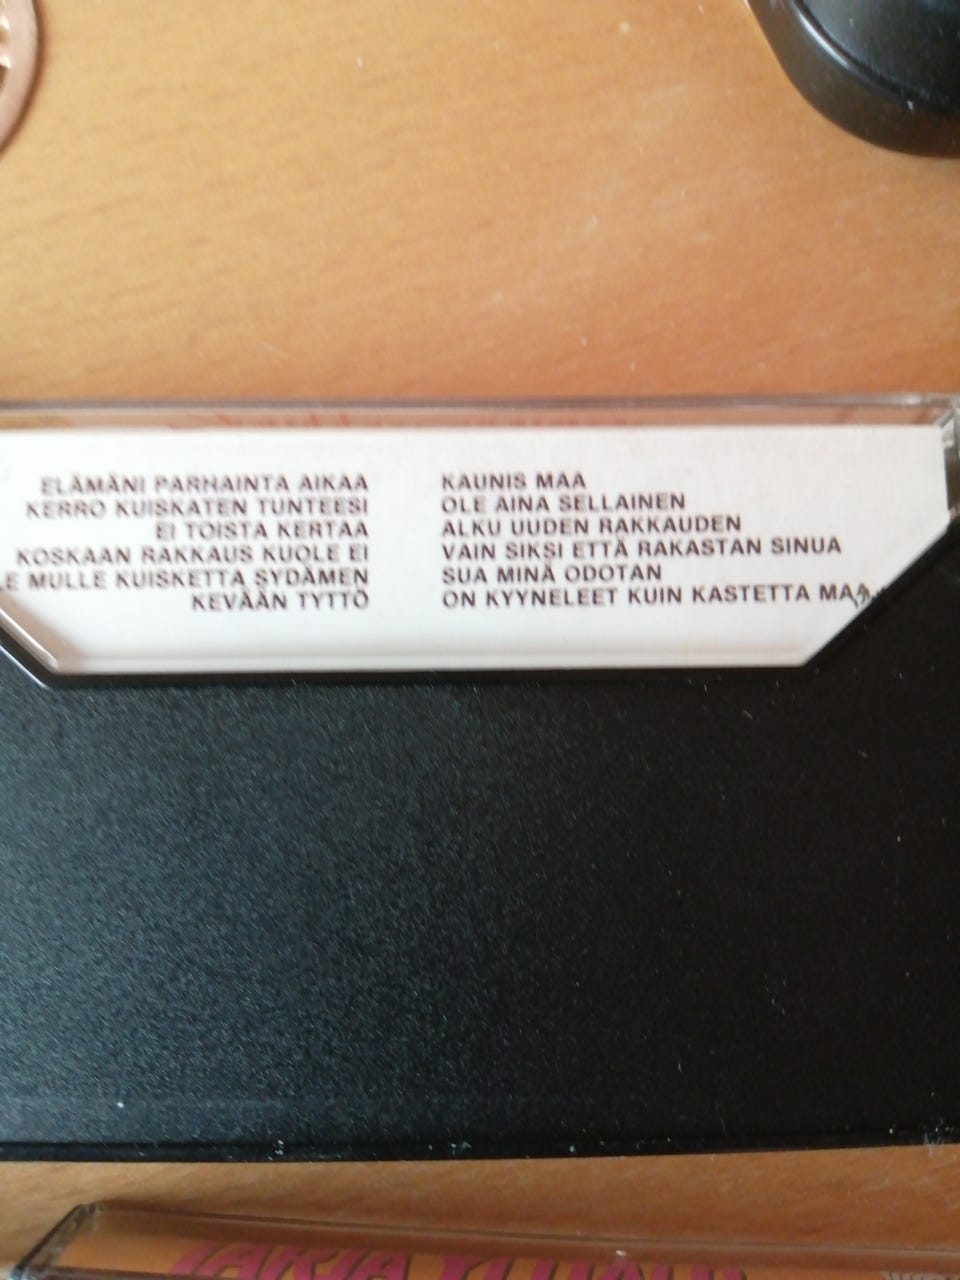 ELÄMÄNI PARHAINTA AIKAA
KERRO KUISKATEN TUNTEESI
EI TOISTA KERTAA
KOSKAAN RAKKAUS KUOLE EI
MULLE KUISKETTA SYDÄMEN
KEVÄÄN TYTTÖ
KAUNIS MAA
OLE AINA SELLAINEN
ALKU UUDEN RAKKAUDEN
VAIN SIKSI ETTÄ RAKASTAN SINUA
SUA MINÄ ODOTAN
ON KYYNELEET KUIN KASTETTA MAAN
TARJA